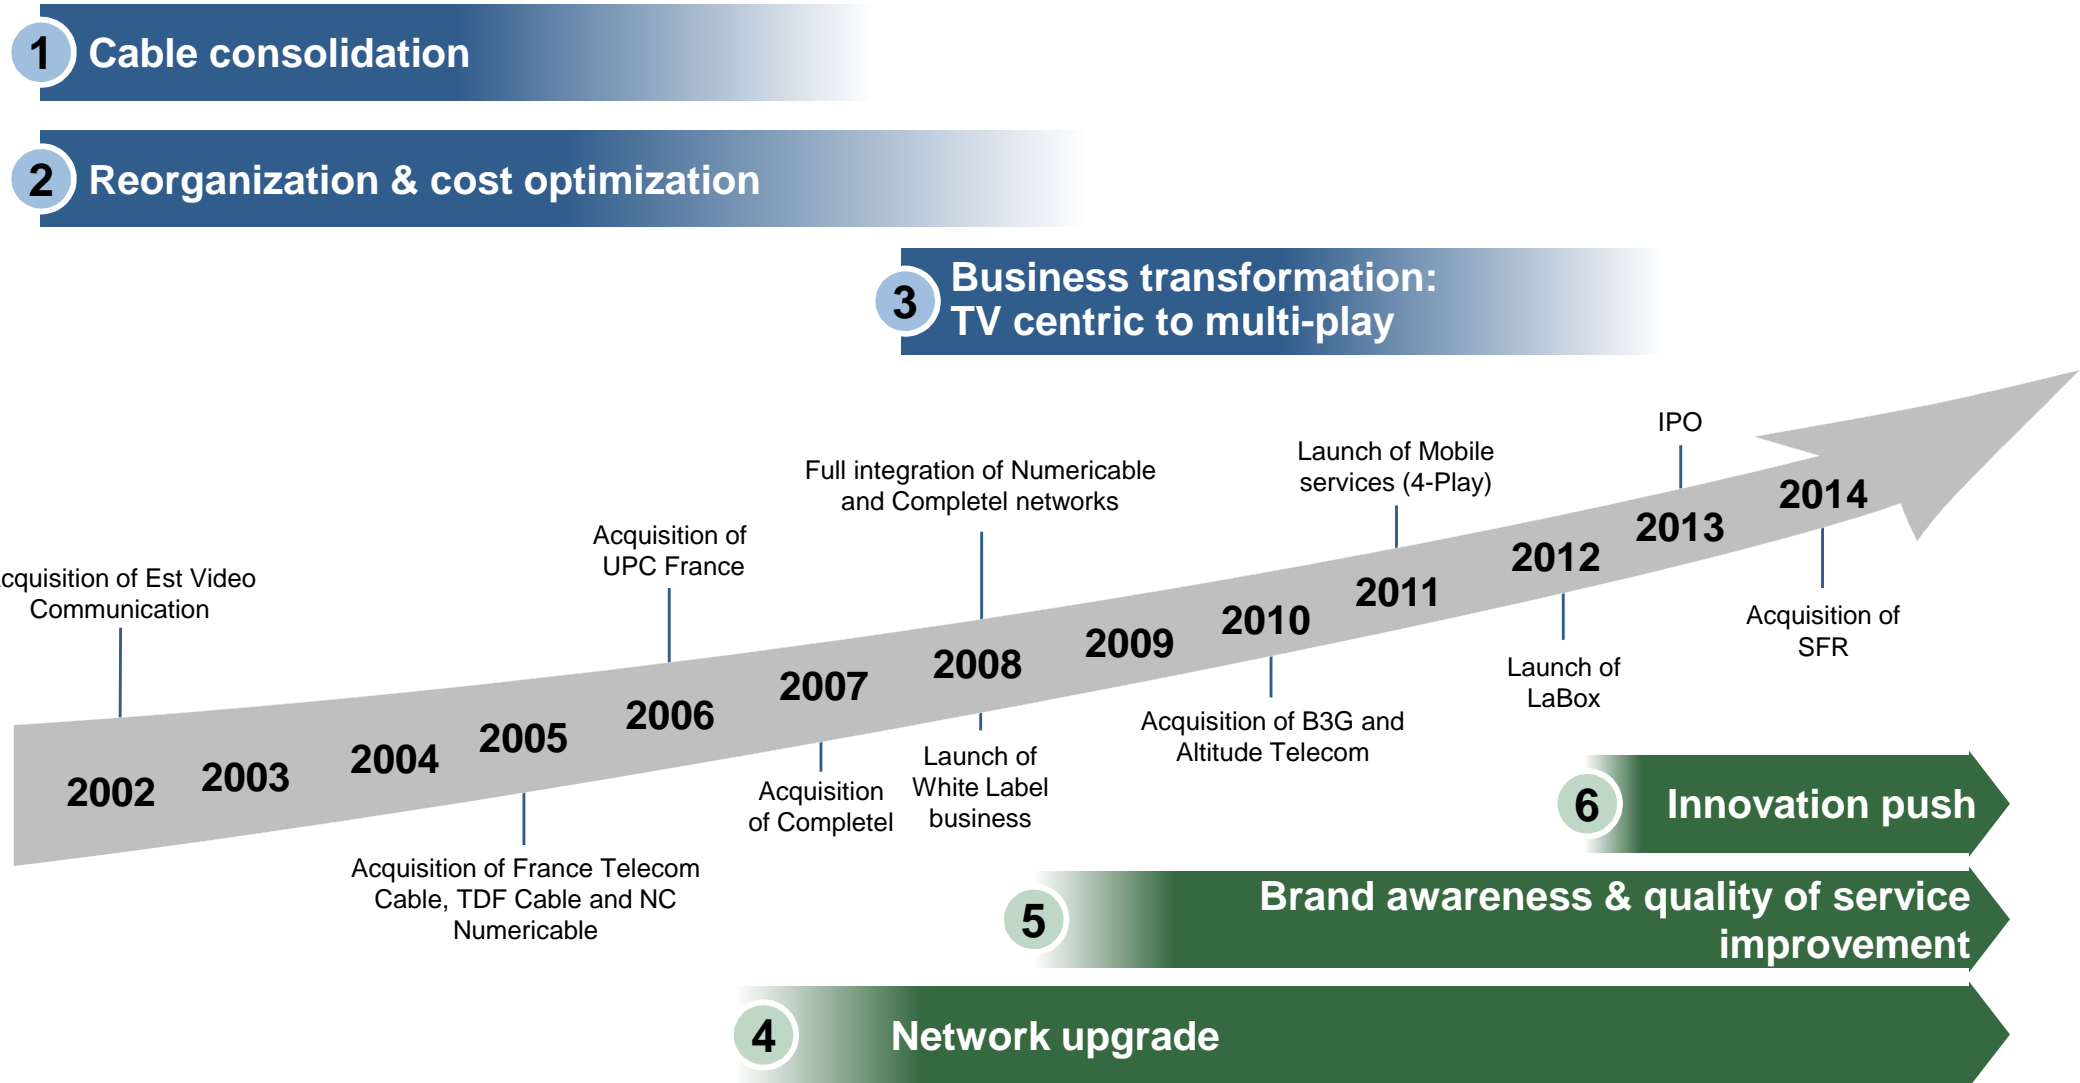 1 Cable consolidation
2 Reorganization & cost optimization
3 Business transformation:
TV centric to multi-play
IPO
Launch of Mobile
services (4-Play)
Full integration of Numericable
and Completel networks
Acquisition of
UPC France
cquisition of Est Video
Communication
2002
2003
2004
2005
2006
2007
2008
2009
2010
2011
2012
2013
2014
Acquisition of France Telecom
Cable, TDF Cable and NC
Numericable
Acquisition
of Completel
Launch of
White Label
business
Acquisition of B3G and
Altitude Telecom
Launch of
LaBox
Acquisition of
SFR
6 Innovation push
5 Brand awareness & quality of service
improvement
4 Network upgrade